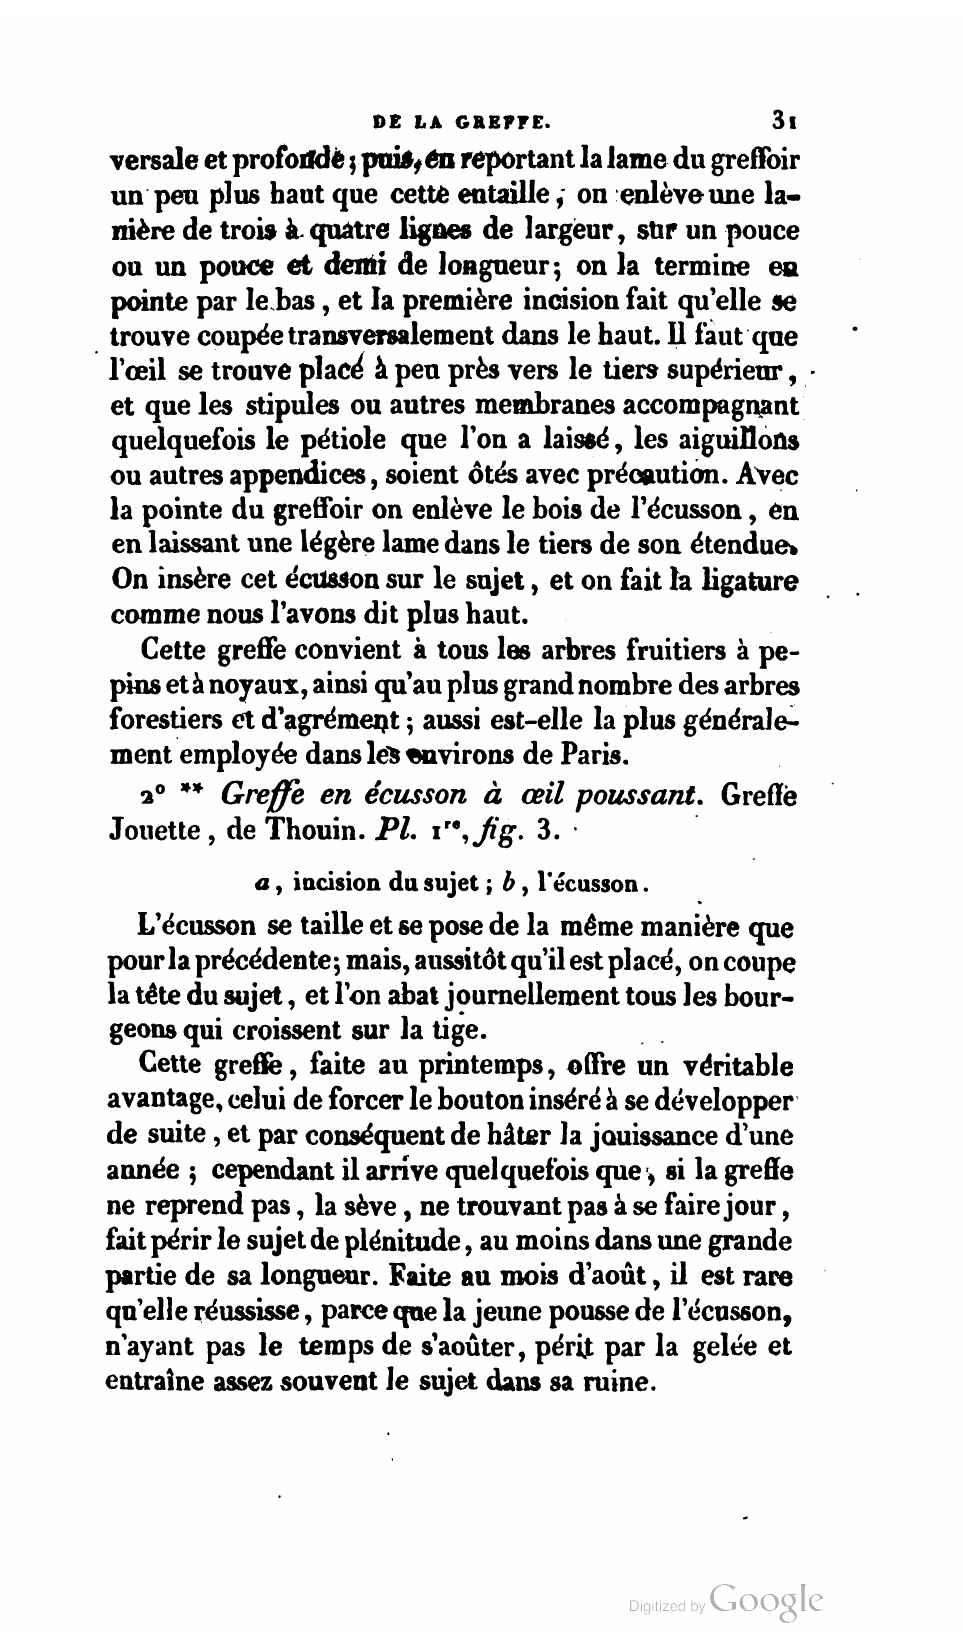 DE LA GREFFE. 31
versale et profonde ; puis, en reportant la lame du greffoir
un peu plus haut que cette entaille, on enlève une la-
nière de trois à quatre lignes de largeur, sur un pouce
ou un pouce et demi de longueur; on la termine en
pointe par le bas, et la première incision fait qu'elle se
trouve coupée transversalement dans le haut. Il faut que
l'œil se trouve placé à peu près vers le tiers supérieur,
et que les stipules ou autres membranes accompagnant
quelquefois le pétiole que l'on a laissé, les aiguillons
ou autres appendices, soient ôtés avec précaution. Avec
la pointe du greffoir on enlève le bois de l'écusson, en
en laissant une légère lame dans le tiers de son étendue.
On insère cet écusson sur le sujet, et on fait la ligature
comme nous l'avons dit plus haut.
Cette greffe convient à tous les arbres fruitiers à pe-
pins et à noyaux, ainsi qu'au plus grand nombre des arbres
forestiers et d'agrément ; aussi est-elle la plus générale-
ment employée dans les environs de Paris.
2° ** Greffe en écusson à œil poussant. Greffe
Jouette, de Thouin. Pl. 1re, fig. 3.
a, incision du sujet ; b, l'écusson.
L'écusson se taille et se pose de la même manière que
pour la précédente; mais, aussitôt qu'il est placé, on coupe
la tête du sujet, et l'on abat journellement tous les bour-
geons qui croissent sur la tige.
Cette greffe, faite au printemps, offre un véritable
avantage, celui de forcer le bouton inséré à se développer
de suite, et par conséquent de hâter la jouissance d'une
année ; cependant il arrive quelquefois que, si la greffe
ne reprend pas, la sève, ne trouvant pas à se faire jour,
fait périr le sujet de plénitude, au moins dans une grande
partie de sa longueur. Faite au mois d'août, il est rare
qu'elle réussisse, parce que la jeune pousse de l'écusson,
n'ayant pas le temps de s'aoûter, périt par la gelée et
entraîne assez souvent le sujet dans sa ruine.
Digitized by Google